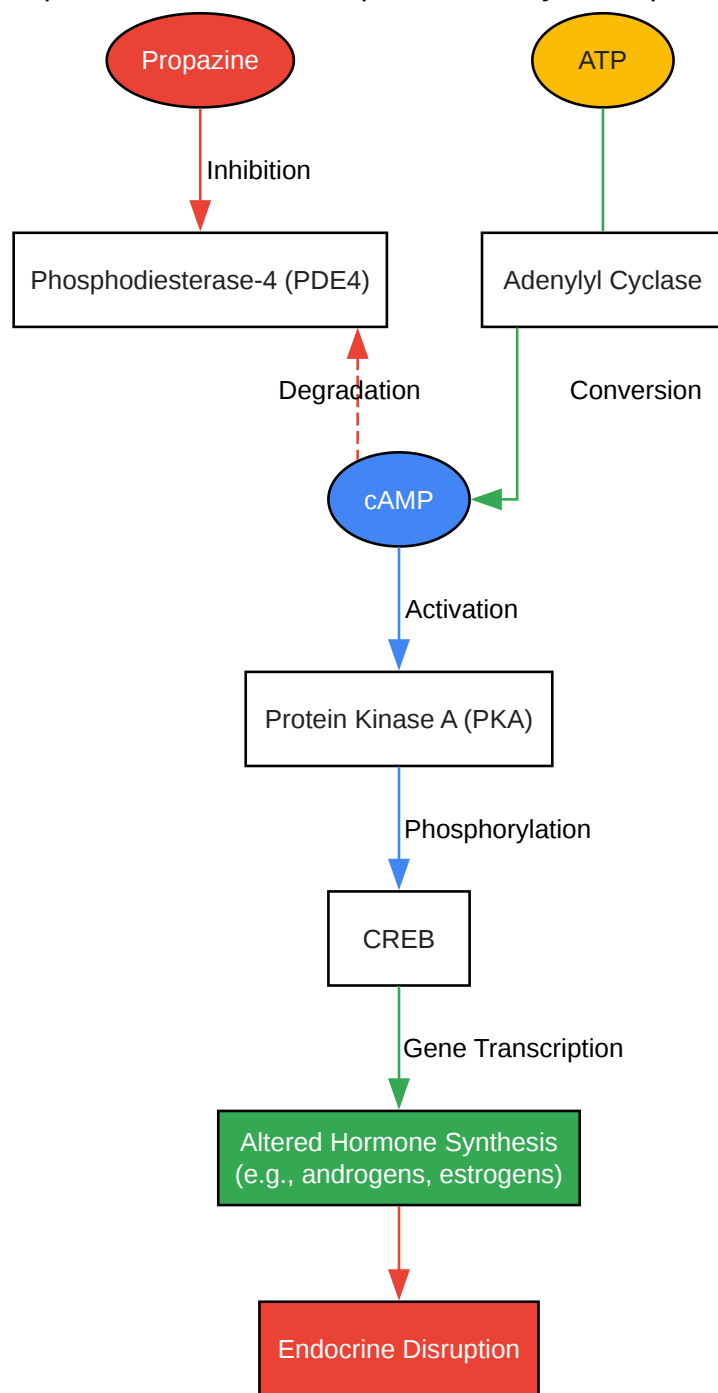 Propazine
ATP
Inhibition
Phosphodiesterase-4 (PDE4)
Adenylyl Cyclase
Degradation
Conversion
cAMP
Activation
Protein Kinase A (PKA)
Phosphorylation
CREB
Gene Transcription
Altered Hormone Synthesis
(e.g., androgens, estrogens)
Endocrine Disruption